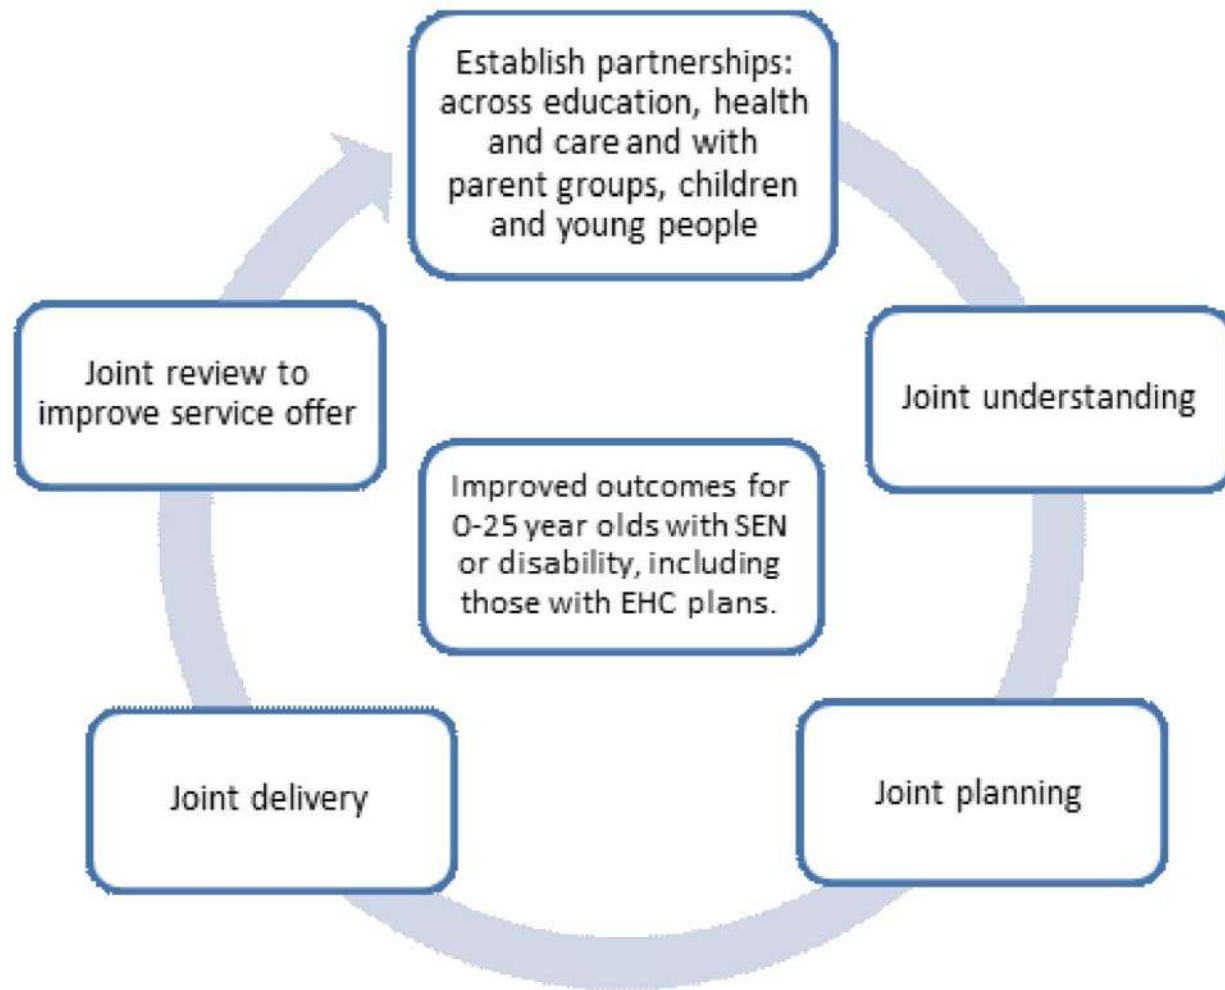 Establish partnerships:
across education, health
and care and with
parent groups, children
and young people
Joint understanding
Joint planning
Joint delivery
Joint review to
improve service offer
Improved outcomes for
0-25 year olds with SEN
or disability, including
those with EHC plans.